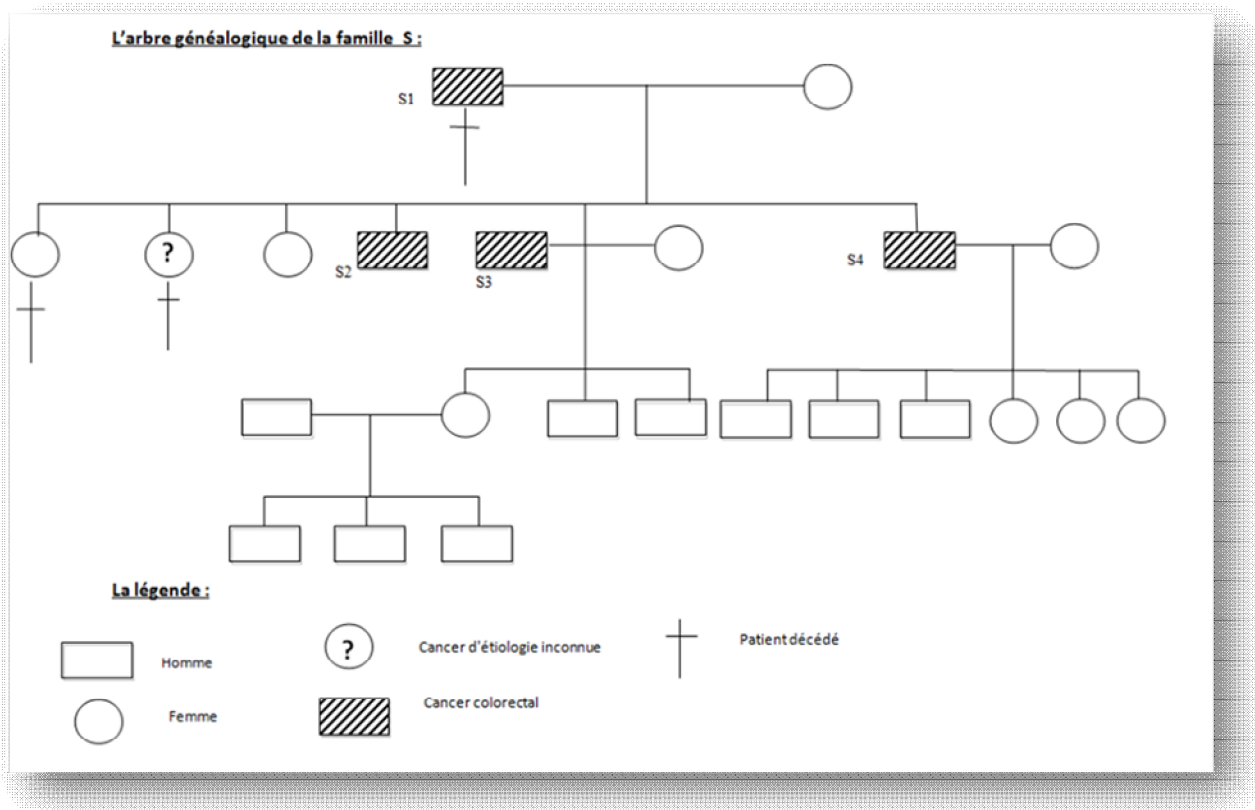 L'arbre généalogique de la famille S :
S1
?
S2
S3
S4
La légende :
Homme
?
Cancer d'étiologie inconnue
Patient décédé
Femme
Cancer colorectal